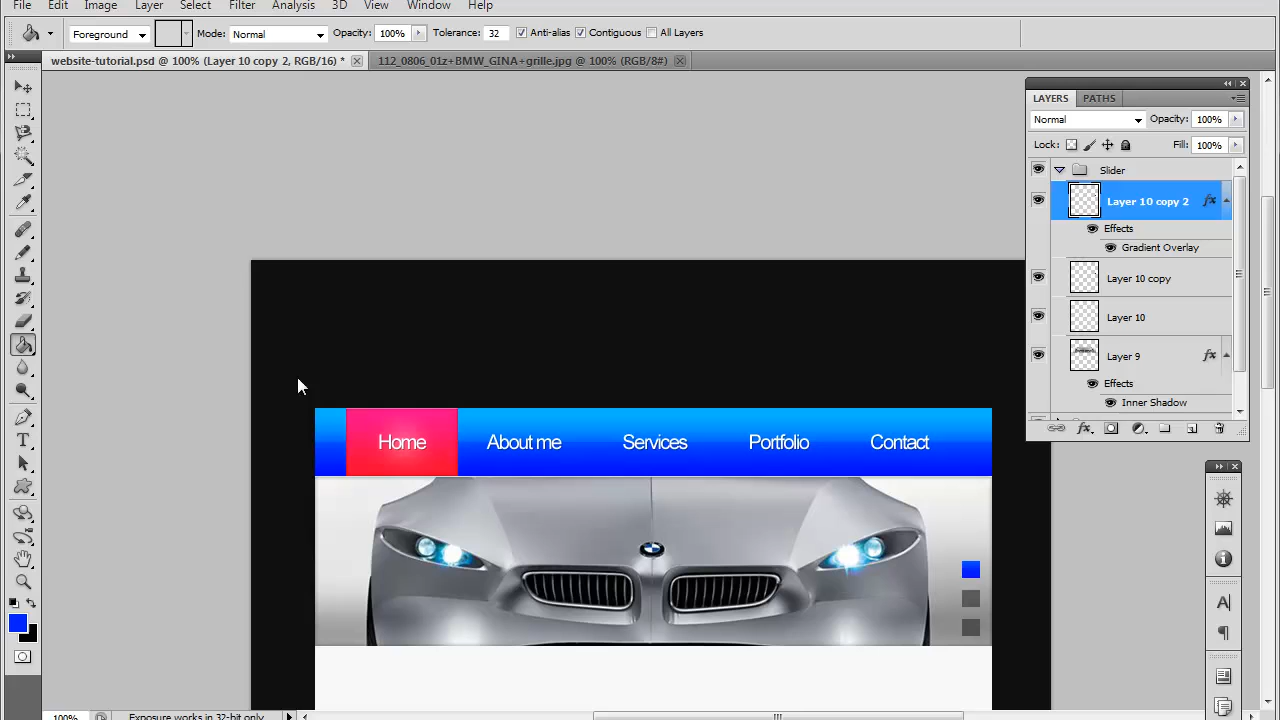 File Edit Image Layer Select Filter Analysis 3D View Window Help
Foreground Mode: Normal Opacity: 100% Tolerance: 32 Anti-alias Contiguous All Layers
website-tutorial.psd @ 100% (Layer 10 copy 2, RGB/16) * 112_0806_01z+BMW_GINA+grille.jpg @ 100% (RGB/8#)
LAYERS PATHS
Normal Opacity: 100%
Lock: Fill: 100%
Slider
Layer 10 copy 2 fx
Effects
Gradient Overlay
Layer 10 copy
Layer 10
Layer 9 fx
Effects
Inner Shadow
fx
Home About me Services Portfolio Contact
100% Exposure works in 32-bit only